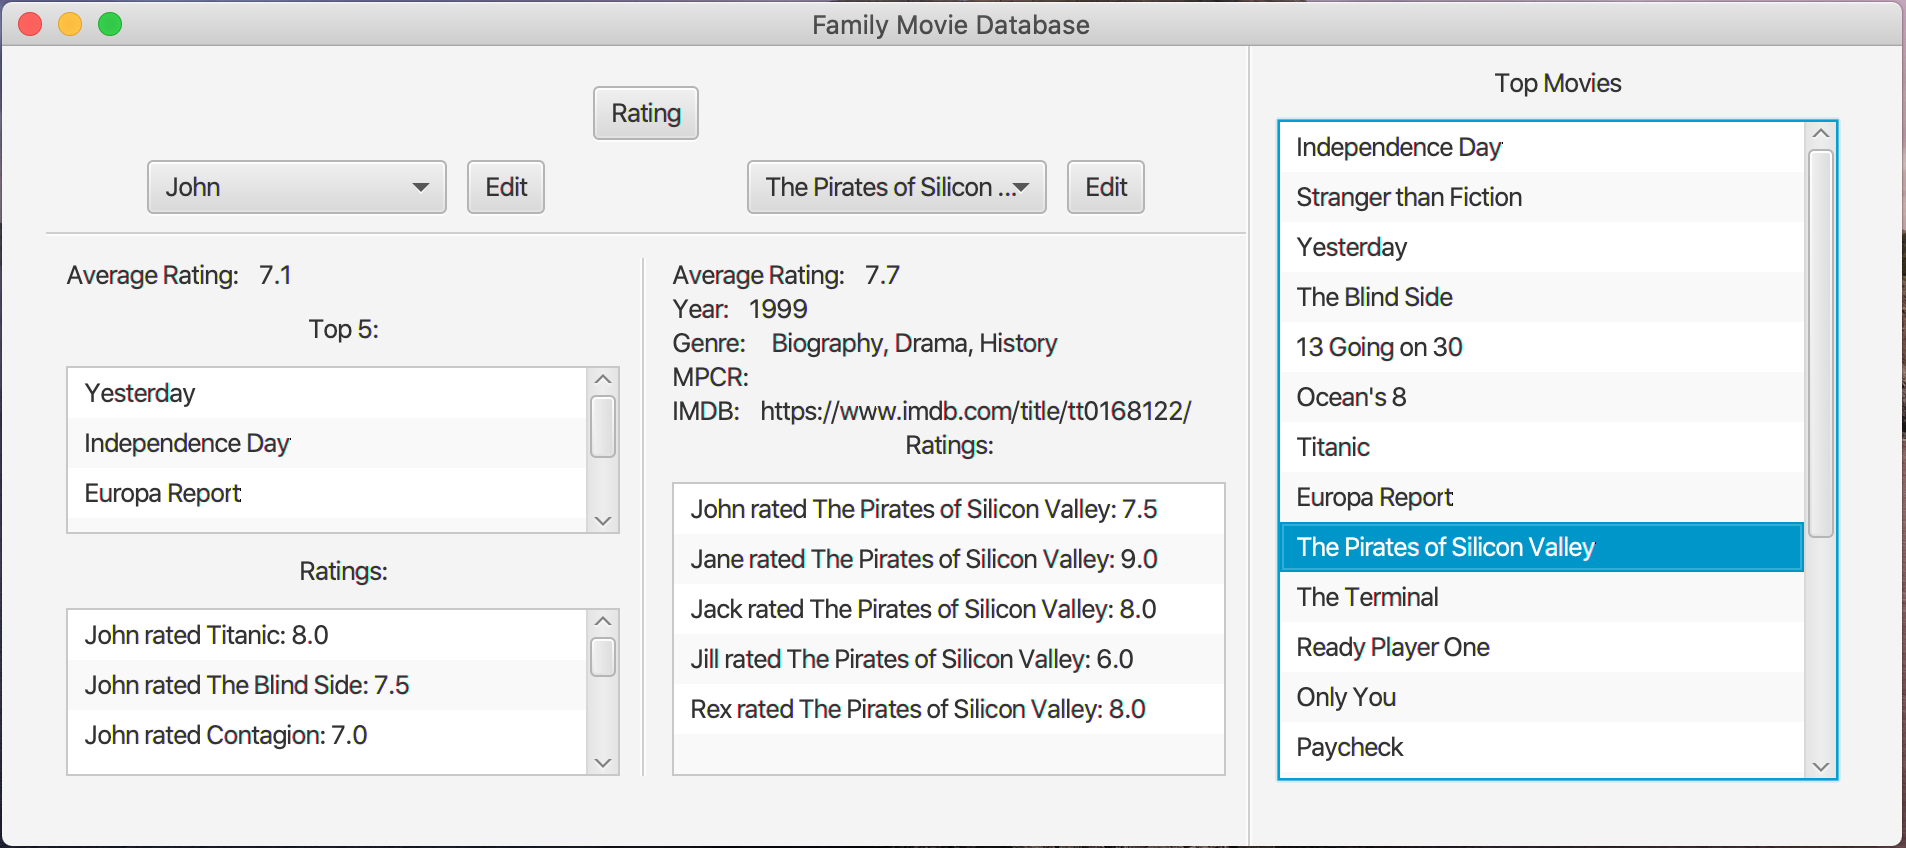 Family Movie Database
Rating
John
Edit
The Pirates of Silicon ...
Edit
Average Rating: 7.1
Top 5:
Yesterday
Independence Day
Europa Report
Ratings:
John rated Titanic: 8.0
John rated The Blind Side: 7.5
John rated Contagion: 7.0
Average Rating: 7.7
Year: 1999
Genre: Biography, Drama, History
MPCR:
IMDB: https://www.imdb.com/title/tt0168122/
Ratings:
John rated The Pirates of Silicon Valley: 7.5
Jane rated The Pirates of Silicon Valley: 9.0
Jack rated The Pirates of Silicon Valley: 8.0
Jill rated The Pirates of Silicon Valley: 6.0
Rex rated The Pirates of Silicon Valley: 8.0
Top Movies
Independence Day
Stranger than Fiction
Yesterday
The Blind Side
13 Going on 30
Ocean's 8
Titanic
Europa Report
The Pirates of Silicon Valley
The Terminal
Ready Player One
Only You
Paycheck